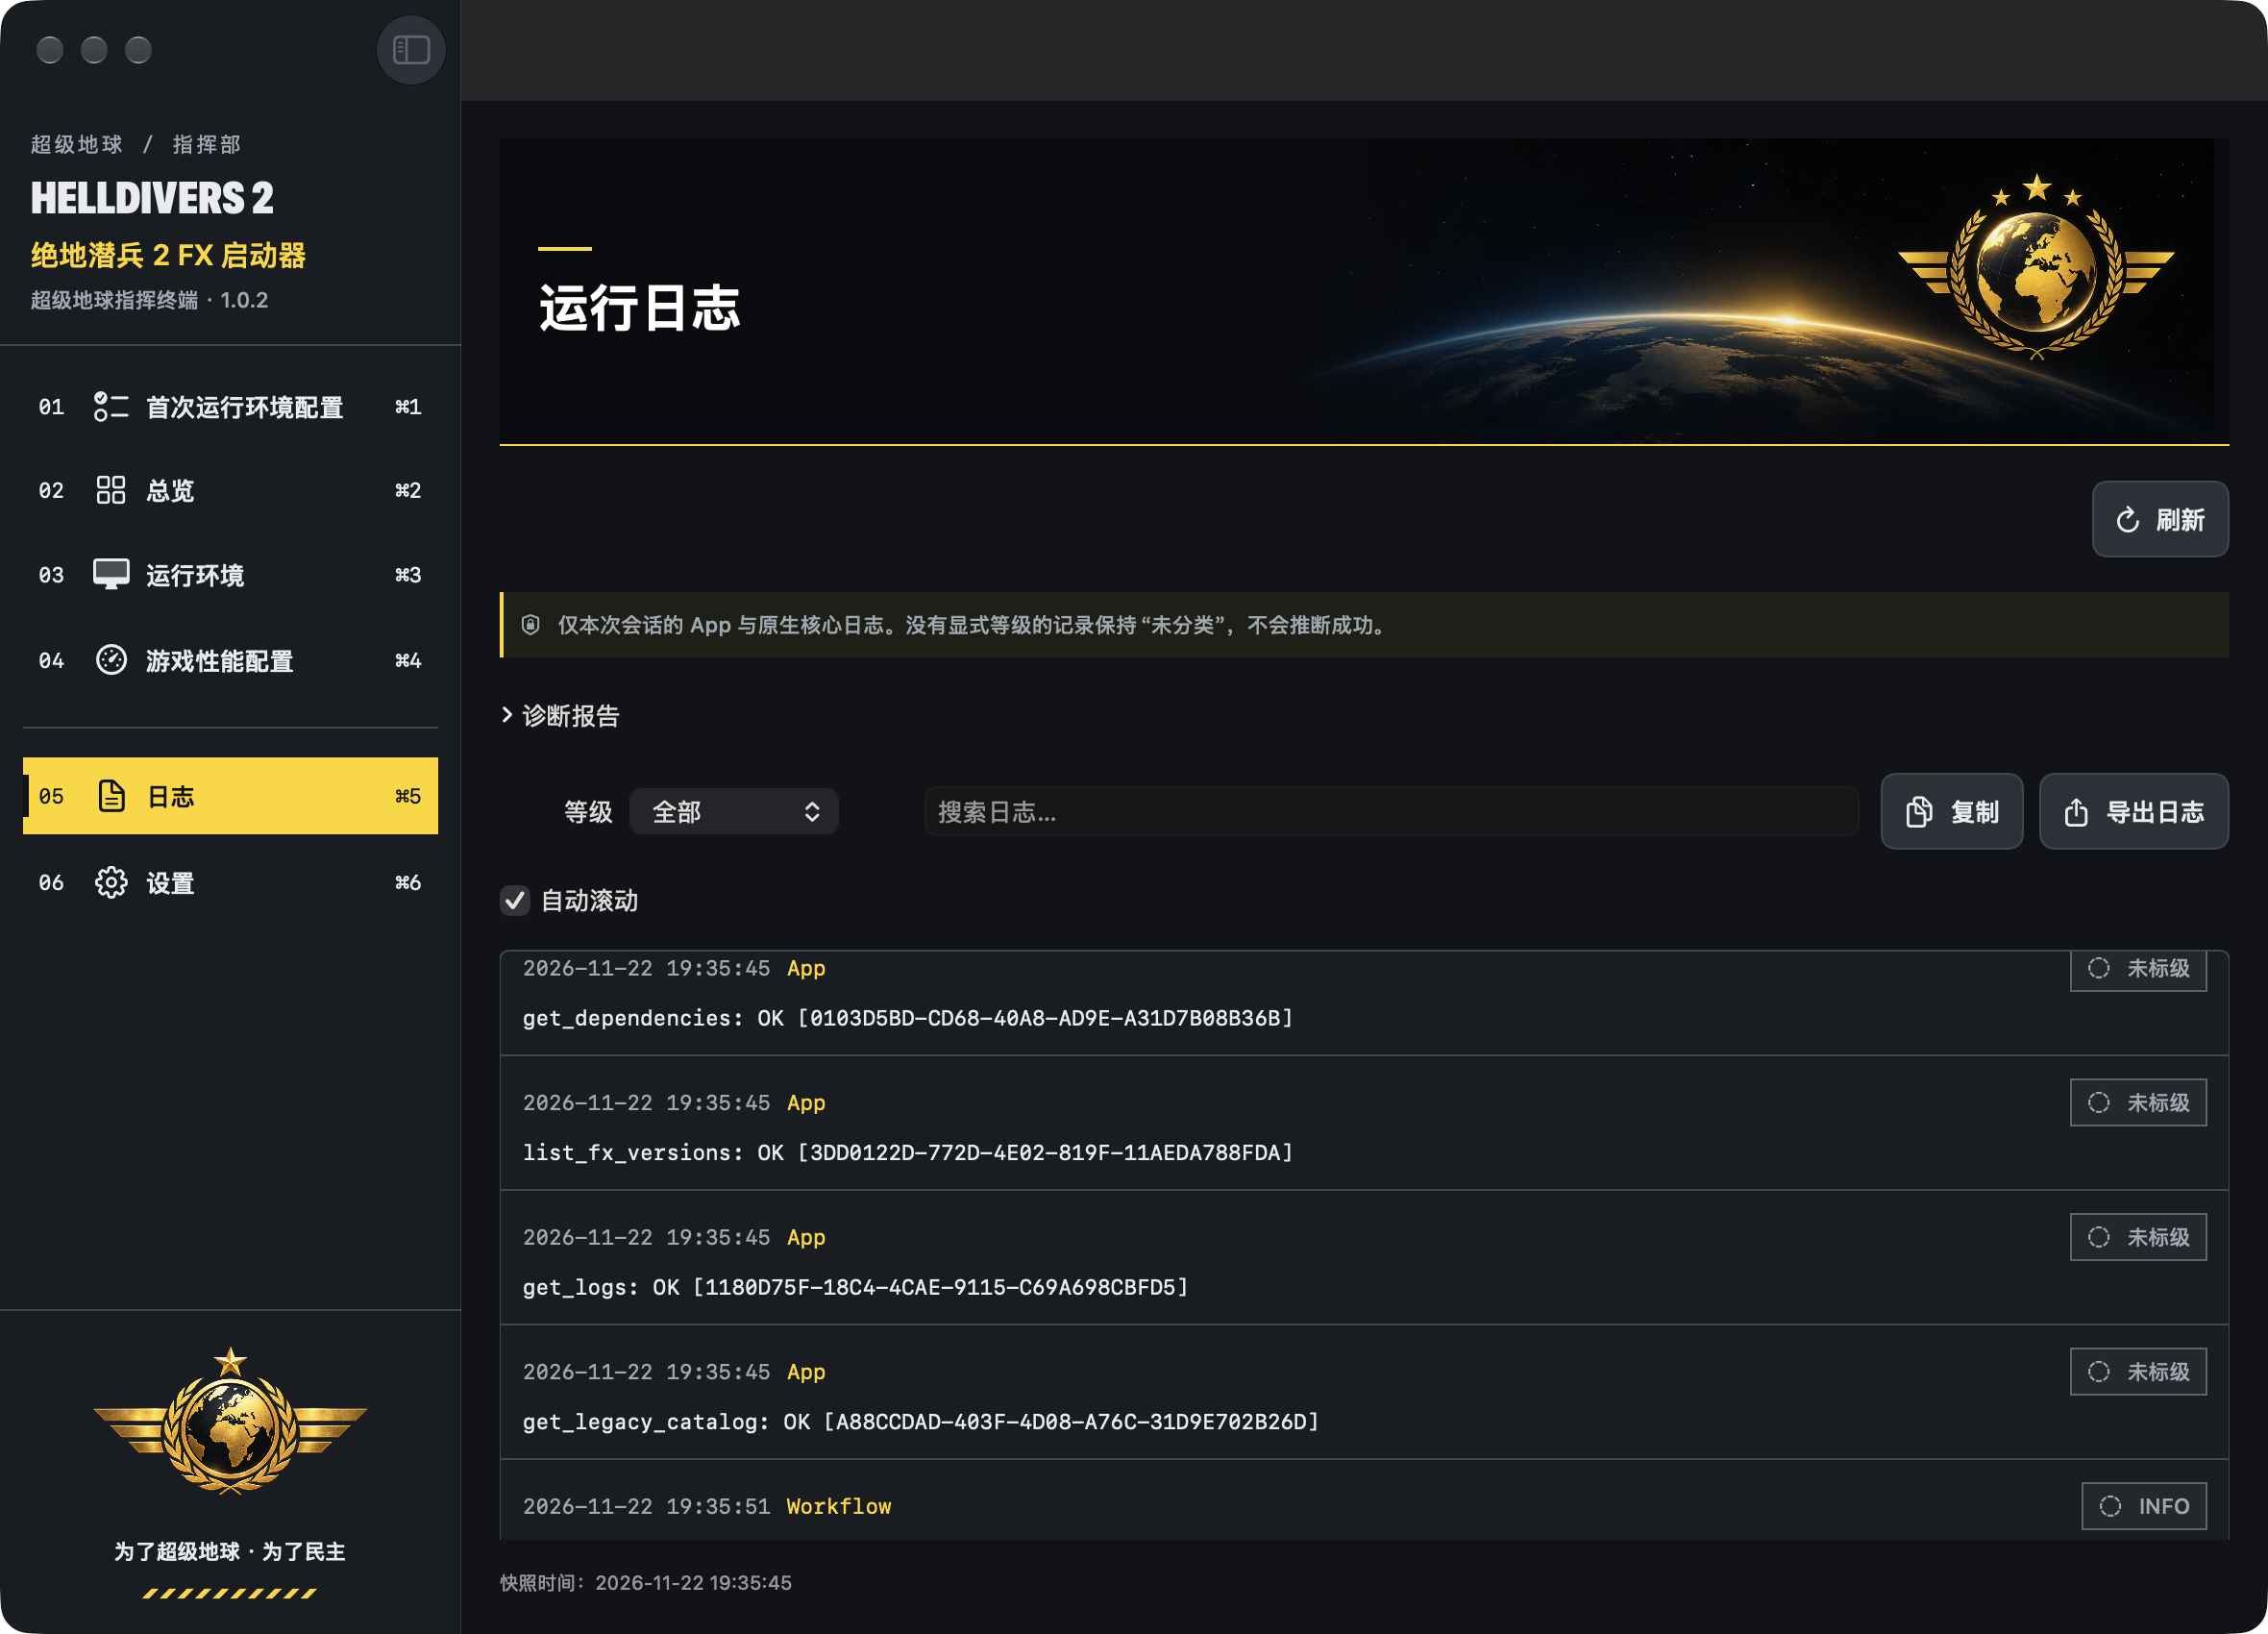 超级地球 / 指挥部
HELLDIVERS 2
绝地潜兵 2 FX 启动器
超级地球指挥终端 · 1.0.2
01 首次运行环境配置 ⌘1
02 总览 ⌘2
03 运行环境 ⌘3
04 游戏性能配置 ⌘4
05 日志 ⌘5
06 设置 ⌘6
为了超级地球 · 为了民主
运行日志
刷新
仅本次会话的 App 与原生核心日志。没有显式等级的记录保持“未分类”，不会推断成功。
诊断报告
等级 全部 搜索日志... 复制 导出日志
自动滚动
2026-11-22 19:35:45 App 未标级
get_dependencies: OK [0103D5BD-CD68-40A8-AD9E-A31D7B08B36B]
2026-11-22 19:35:45 App 未标级
list_fx_versions: OK [3DD0122D-772D-4E02-819F-11AEDA788FDA]
2026-11-22 19:35:45 App 未标级
get_logs: OK [1180D75F-18C4-4CAE-9115-C69A698CBFD5]
2026-11-22 19:35:45 App 未标级
get_legacy_catalog: OK [A88CCDAD-403F-4D08-A76C-31D9E702B26D]
2026-11-22 19:35:51 Workflow INFO
快照时间：2026-11-22 19:35:45